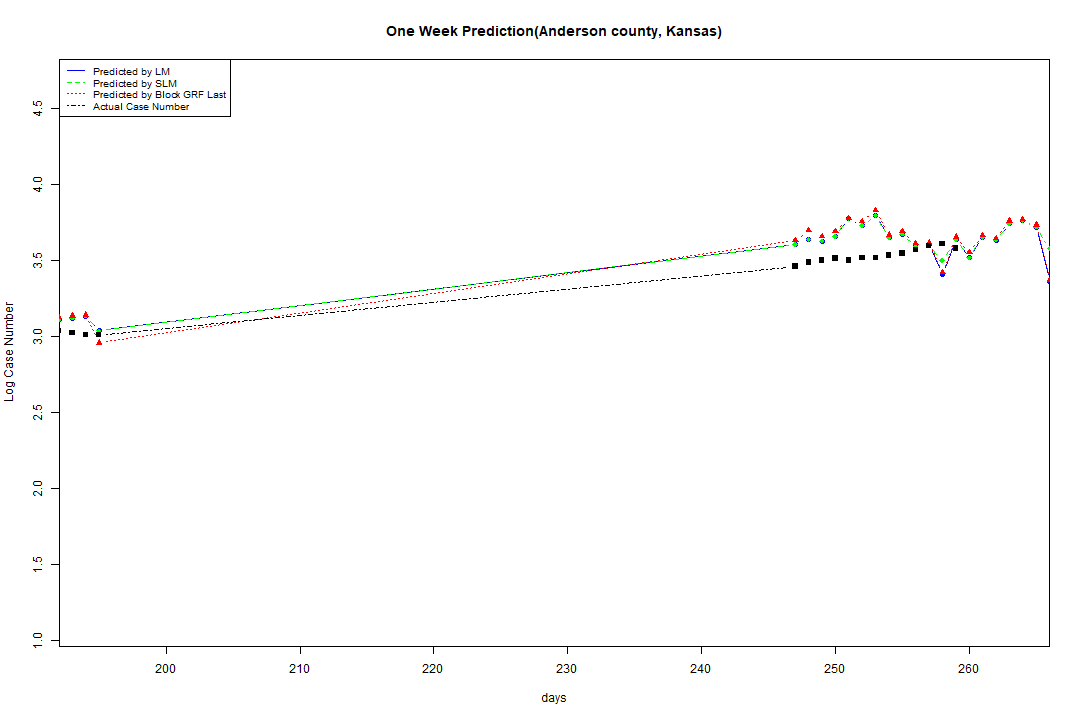 One Week Prediction(Anderson county, Kansas)
Predicted by LM
Predicted by SLM
Predicted by Block GRF Last
Actual Case Number
4.5
4.0
3.5
3.0
2.5
2.0
1.5
1.0
Log Case Number
200 210 220 230 240 250 260
days